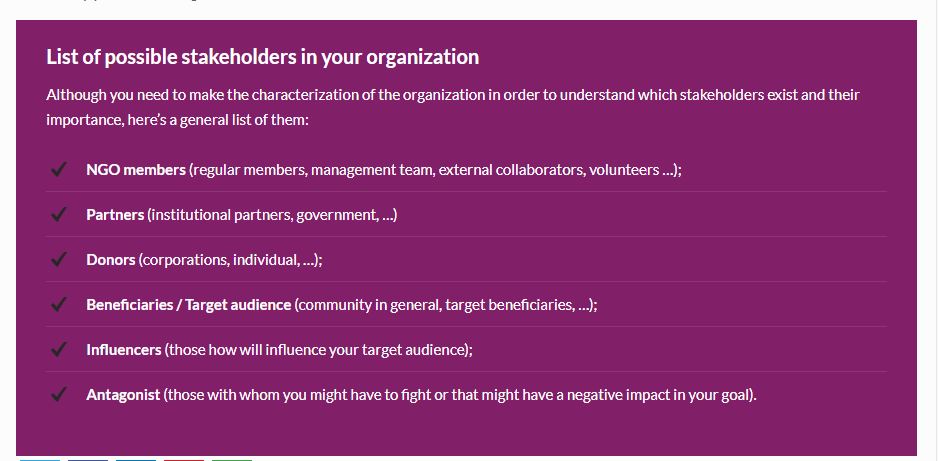 List of possible stakeholders in your organization
Although you need to make the characterization of the organization in order to understand which stakeholders exist and their
importance, here's a general list of them:
NGO members (regular members, management team, external collaborators, volunteers ...);
Partners (institutional partners, government, ...)
Donors (corporations, individual, ...);
Beneficiaries / Target audience (community in general, target beneficiaries, ...);
Influencers (those how will influence your target audience);
Antagonist (those with whom you might have to fight or that might have a negative impact in your goal).